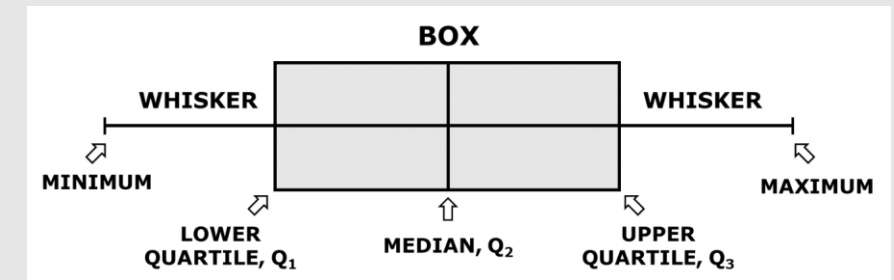 BOX
WHISKER
WHISKER
MINIMUM
MAXIMUM
LOWER
QUARTILE, Q₁
MEDIAN, Q₂
UPPER
QUARTILE, Q₃